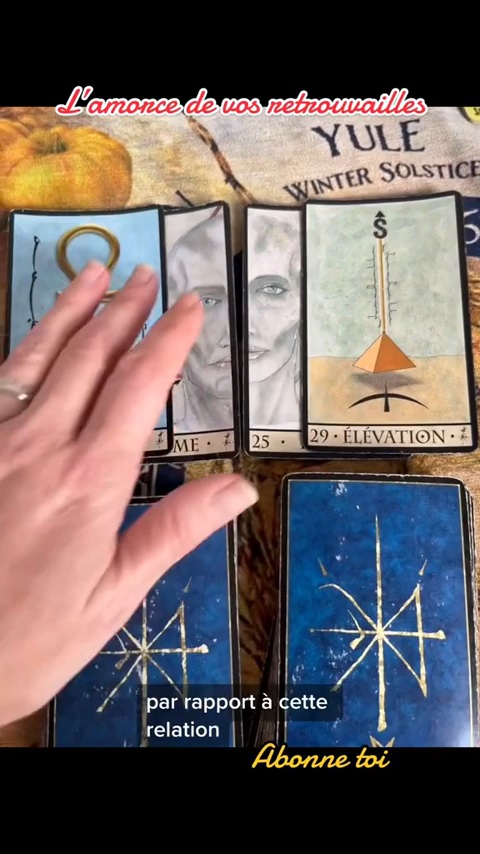 L'amorce de vos retrouvailles
YULE
WINTER SOLSTICE
S
ME ·
25 ·
29 · ÉLÉVATION ·
par rapport à cette
relation
Abonne toi